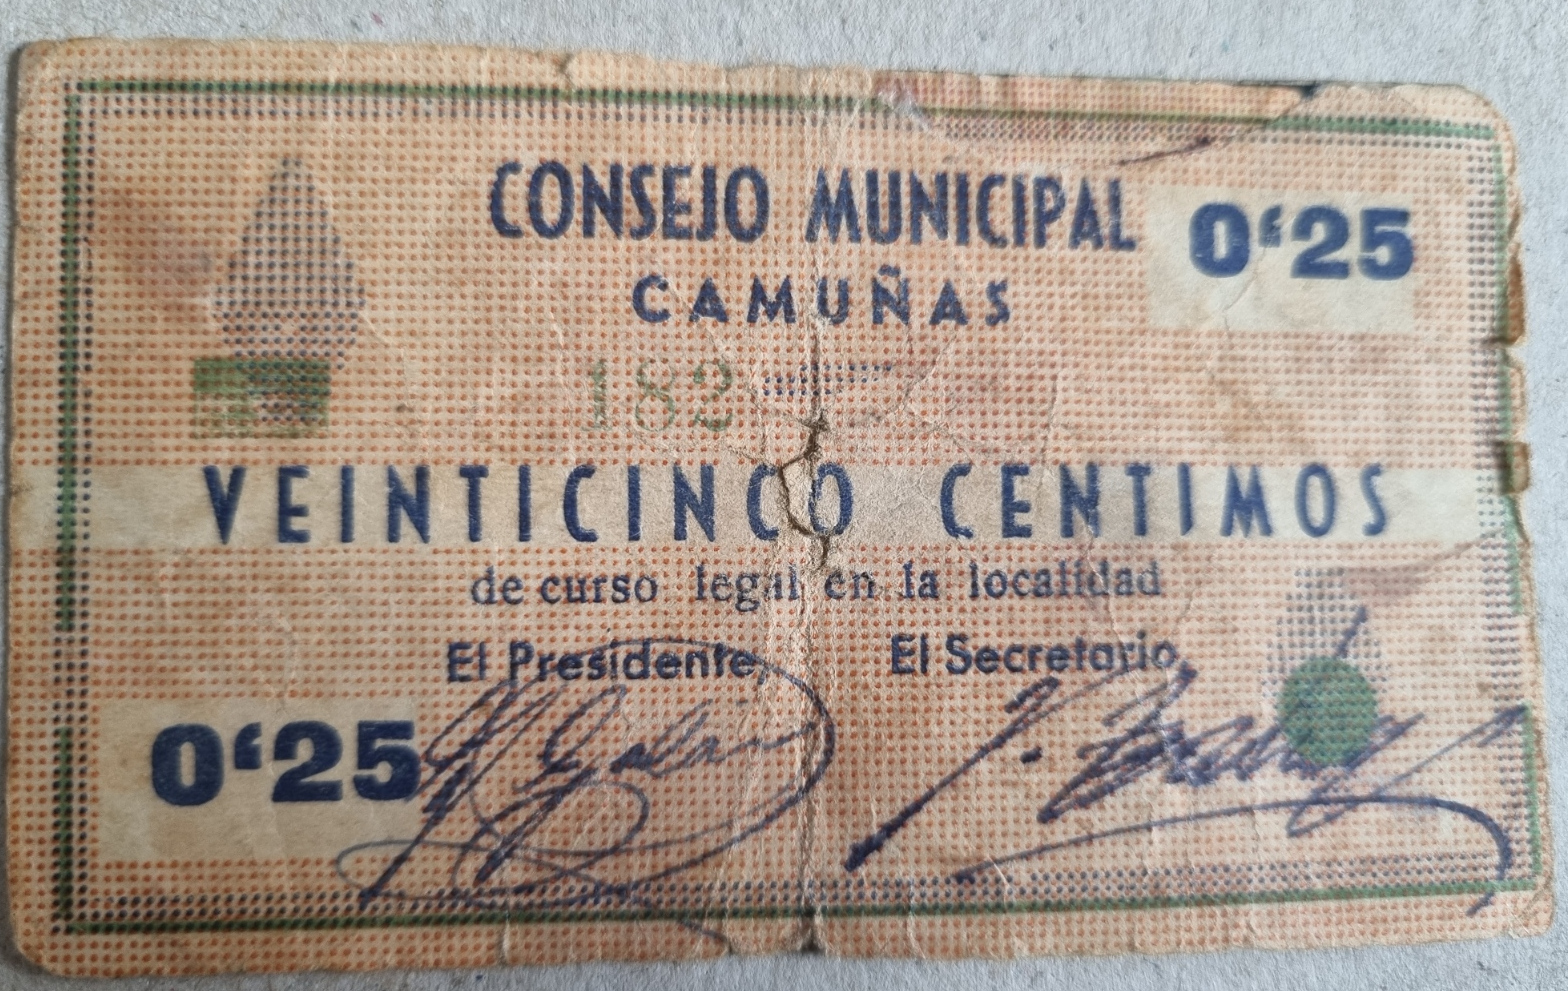 CONSEJO MUNICIPAL
0‘25
CAMUÑAS
182
VEINTICINCO CENTIMOS
de curso legal en la localidad
El Presidente, El Secretario,
0‘25